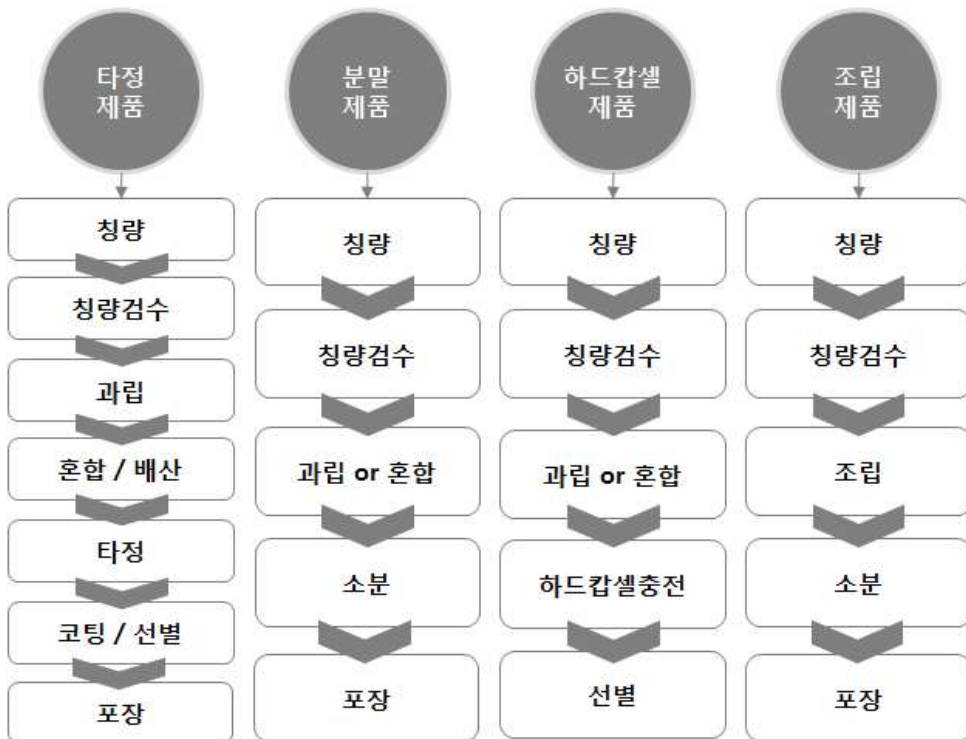 타정
제품
칭량
칭량검수
과립
혼합 / 배산
타정
코팅 / 선별
포장
분말
제품
칭량
칭량검수
과립 or 혼합
소분
포장
하드캅셀
제품
칭량
칭량검수
과립 or 혼합
하드캅셀충전
선별
조립
제품
칭량
칭량검수
조립
소분
포장